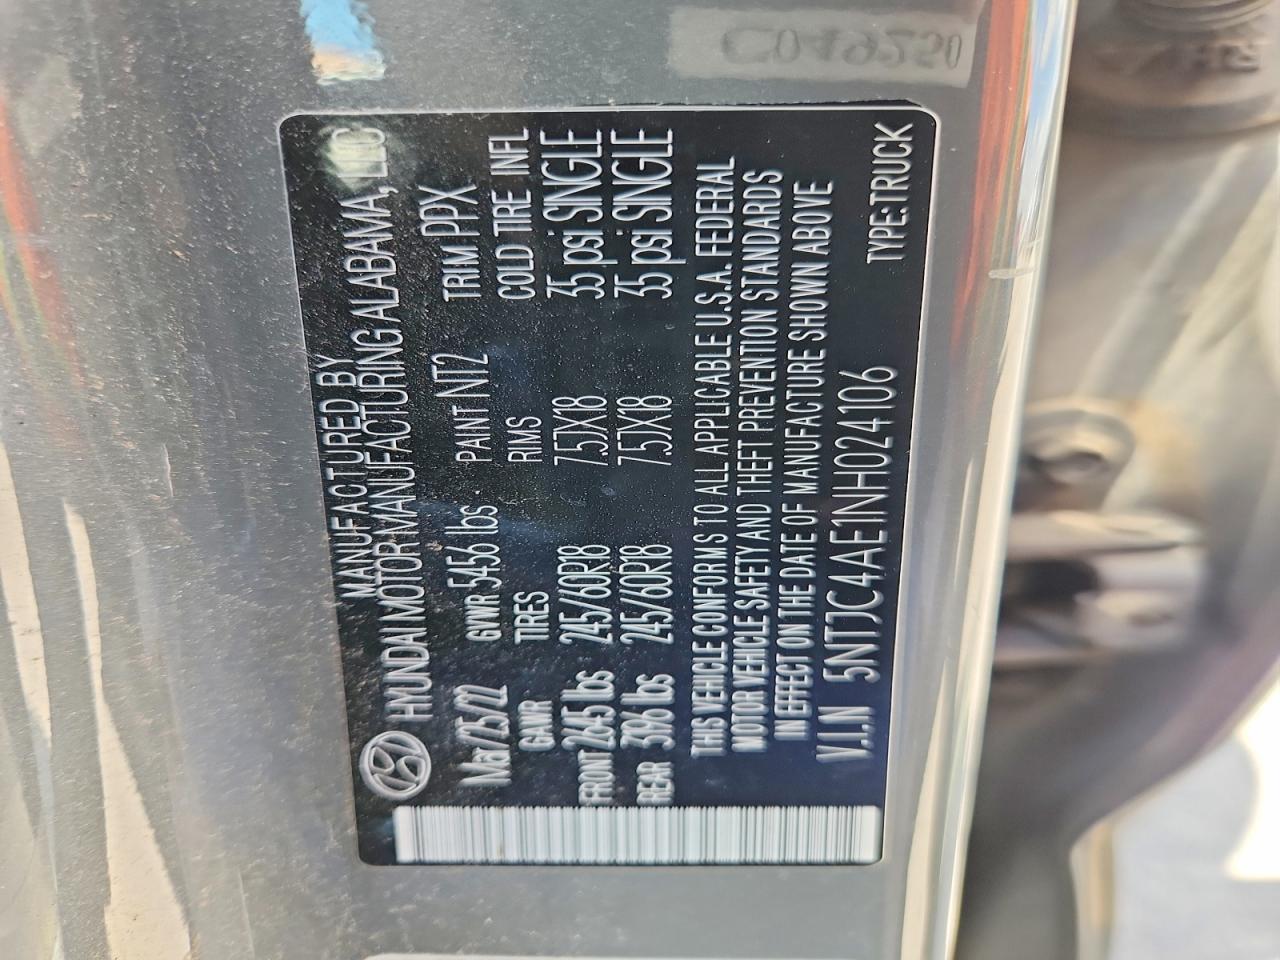 C049230
MANUFACTURED BY
HYUNDAI MOTOR MANUFACTURING ALABAMA, LLC
Mar/25/22 GVWR 5456 lbs PAINT NT2 TRIM PPX
GAWR TIRES RIMS COLD TIRE INFL
FRONT 2645 lbs 245/60R18 7.5JX18 35 psi SINGLE
REAR 3196 lbs 245/60R18 7.5JX18 35 psi SINGLE
THIS VEHICLE CONFORMS TO ALL APPLICABLE U.S.A. FEDERAL
MOTOR VEHICLE SAFETY AND THEFT PREVENTION STANDARDS
IN EFFECT ON THE DATE OF MANUFACTURE SHOWN ABOVE
V.I.N 5NTJC4AE1NH024106 TYPE:TRUCK